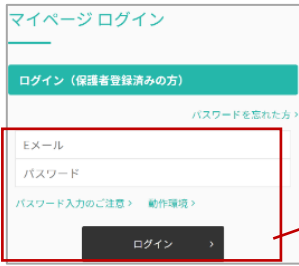 マイページ ログイン
ログイン（保護者登録済みの方）
パスワードを忘れた方 ›
Eメール
パスワード
パスワード入力のご注意 › 動作環境 ›
ログイン ›